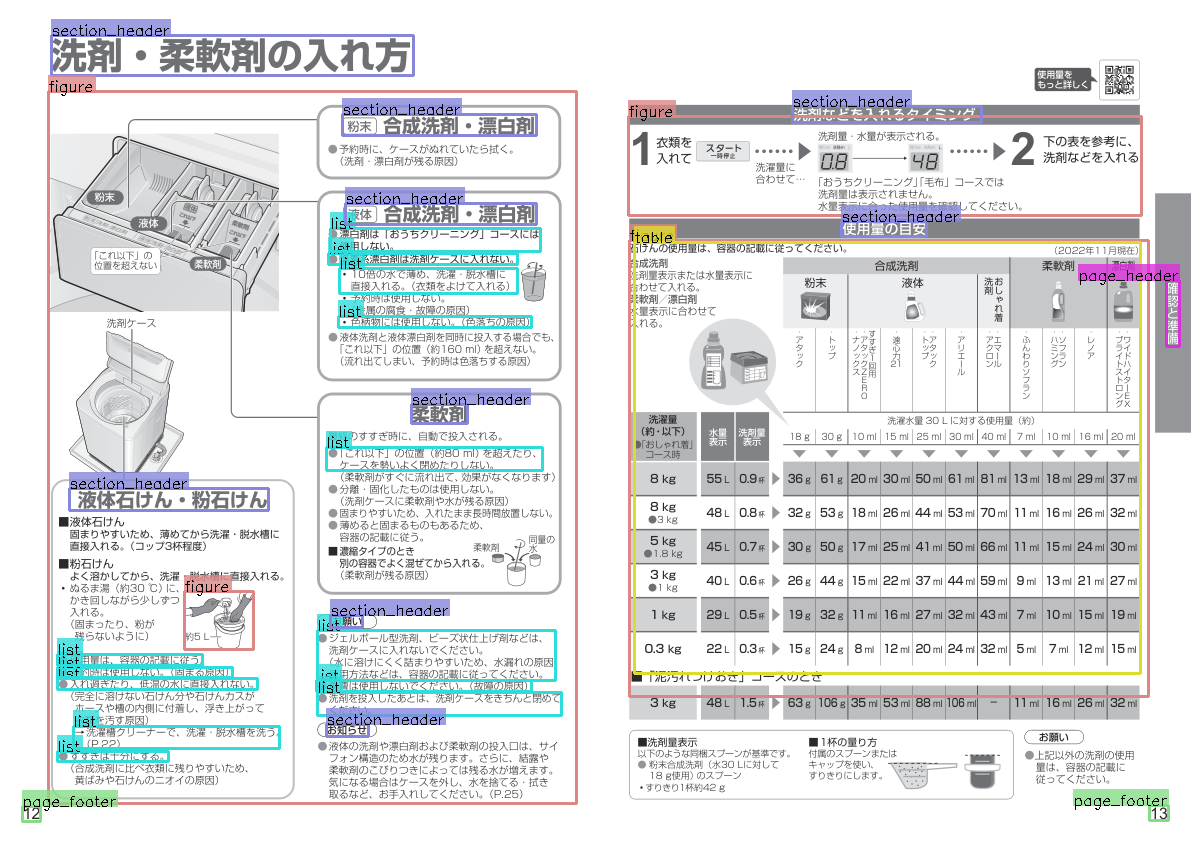 section_header
洗剤・柔軟剤の入れ方
figure
section_header
粉末 合成洗剤・漂白剤
●予約時に、ケースがぬれていたら拭く。
(洗剤・漂白剤が残る原因)
粉末
液体
柔軟剤
「これ以下」の
位置を超えない
洗剤ケース
section_header
液体 合成洗剤・漂白剤
list
漂白剤は「おうちクリーニング」コースには
用しない。
list
漂白剤は洗剤ケースに入れない。
list
・10倍の水で薄め、洗濯・脱水槽に
直接入れる。(衣類をよけて入れる)
・予約時は使用しない。
属の腐食・故障の原因)
list
・色柄物には使用しない。(色落ちの原因)
●液体洗剤と液体漂白剤を同時に投入する場合でも、
「これ以下」の位置(約160 ml)を超えない。
(流れ出てしまい、予約時は色落ちする原因)
section_header
柔軟剤
のすすぎ時に、自動で投入される。
list
●「これ以下」の位置(約80 ml)を超えたり、
ケースを勢いよく閉めたりしない。
(柔軟剤がすぐに流れ出て、効果がなくなります)
●分離・固化したものは使用しない。
(洗剤ケースに柔軟剤や水が残る原因)
●固まりやすいため、入れたまま長時間放置しない。
●薄めると固まるものもあるため、
容器の記載に従う。
■濃縮タイプのとき
別の容器でよく混ぜてから入れる。
(柔軟剤が残る原因)
柔軟剤
同量の
水
section_header
液体石けん・粉石けん
■液体石けん
固まりやすいため、薄めてから洗濯・脱水槽に
直接入れる。(コップ3杯程度)
■粉石けん
よく溶かしてから、洗濯・脱水槽に直接入れる。
・ぬるま湯(約30 ℃)に、
かき回しながら少しずつ
入れる。
(固まったり、粉が
残らないように)
figure
約5 L
list
用量は、容器の記載に従う
list
約時は使用しない。(固まる原因)
list
●入れ過ぎたり、低温の水に直接入れない。
(完全に溶けない石けん分や石けんカスが
ホースや槽の内側に付着し、浮き上がって
を汚す原因)
list
→洗濯槽クリーナーで、洗濯・脱水槽を洗う。
(P.22)
list
●すすぎは十分にする。
(合成洗剤に比べ衣類に残りやすいため、
黄ばみや石けんのニオイの原因)
section_header
お願い
list
●ジェルボール型洗剤、ビーズ状仕上げ剤などは、
洗剤ケースに入れないでください。
(水に溶けにくく詰まりやすいため、水漏れの原因
list
用方法などは、容器の記載に従ってください。
は使用しないでください。(故障の原因)
list
●洗剤を投入したあとは、洗剤ケースをきちんと閉めて
section_header
お知らせ
●液体の洗剤や漂白剤および柔軟剤の投入口は、サイ
フォン構造のため水が残ります。さらに、結露や
柔軟剤のこびりつきによっては残る水が増えます。
気になる場合はケースを外し、水を捨てる・拭き
取るなど、お手入れしてください。(P.25)
page_footer
12
使用量を
もっと詳しく
figure
section_header
洗剤などを入れるタイミング
1 衣類を
入れて
スタート
一時停止
洗濯量に
合わせて…
洗剤量・水量が表示される。
0.8
48
「おうちクリーニング」「毛布」コースでは
洗剤量は表示されません。
水量表示に合った使用量を確認してください。
2 下の表を参考に、
洗剤などを入れる
section_header
使用量の目安
ftable
石けんの使用量は、容器の記載に従ってください。
(2022年11月現在)
合成洗剤
洗剤量表示または水量表示に
合わせて入れる。
柔軟剤/漂白剤
水量表示に合わせて
入れる。
合成洗剤 柔軟剤 漂白剤
粉末 液体 おしゃれ着洗剤
・アタック
・トップ
・すすぎ1回用
アタックZERO
ナノックス
・遠心力21
・アタック
・トップ
・アリエール
・エマール
・アクロン
・ふんわりソフラン
・ソフラン
・ハミング
・レノア
・ワイドハイターEX
・ブライトストロング
洗濯量
(約・以下)
●「おしゃれ着」
コース時
水量
表示
洗剤量
表示
洗濯水量 30 L に対する使用量(約)
18 g 30 g 10 ml 15 ml 25 ml 30 ml 40 ml 7 ml 10 ml 16 ml 20 ml
8 kg 55 L 0.9杯 36 g 61 g 20 ml 30 ml 50 ml 61 ml 81 ml 13 ml 18 ml 29 ml 37 ml
8 kg ●3 kg 48 L 0.8杯 32 g 53 g 18 ml 26 ml 44 ml 53 ml 70 ml 11 ml 16 ml 26 ml 32 ml
5 kg ●1.8 kg 45 L 0.7杯 30 g 50 g 17 ml 25 ml 41 ml 50 ml 66 ml 11 ml 15 ml 24 ml 30 ml
3 kg ●1 kg 40 L 0.6杯 26 g 44 g 15 ml 22 ml 37 ml 44 ml 59 ml 9 ml 13 ml 21 ml 27 ml
1 kg 29 L 0.5杯 19 g 32 g 11 ml 16 ml 27 ml 32 ml 43 ml 7 ml 10 ml 15 ml 19 ml
0.3 kg 22 L 0.3杯 15 g 24 g 8 ml 12 ml 20 ml 24 ml 32 ml 5 ml 7 ml 12 ml 15 ml
■「泥汚れつけおき」コースのとき
3 kg 48 L 1.5杯 63 g 106 g 35 ml 53 ml 88 ml 106 ml − 11 ml 16 ml 26 ml 32 ml
■洗剤量表示
以下のような同梱スプーンが基準です。
●粉末合成洗剤(水30 Lに対して
18 g使用)のスプーン
・すりきり1杯約42 g
■1杯の量り方
付属のスプーンまたは
キャップを使い、
すりきりにします。
お願い
●上記以外の洗剤の使用
量は、容器の記載に
従ってください。
page_header
確認と準備
page_footer
13